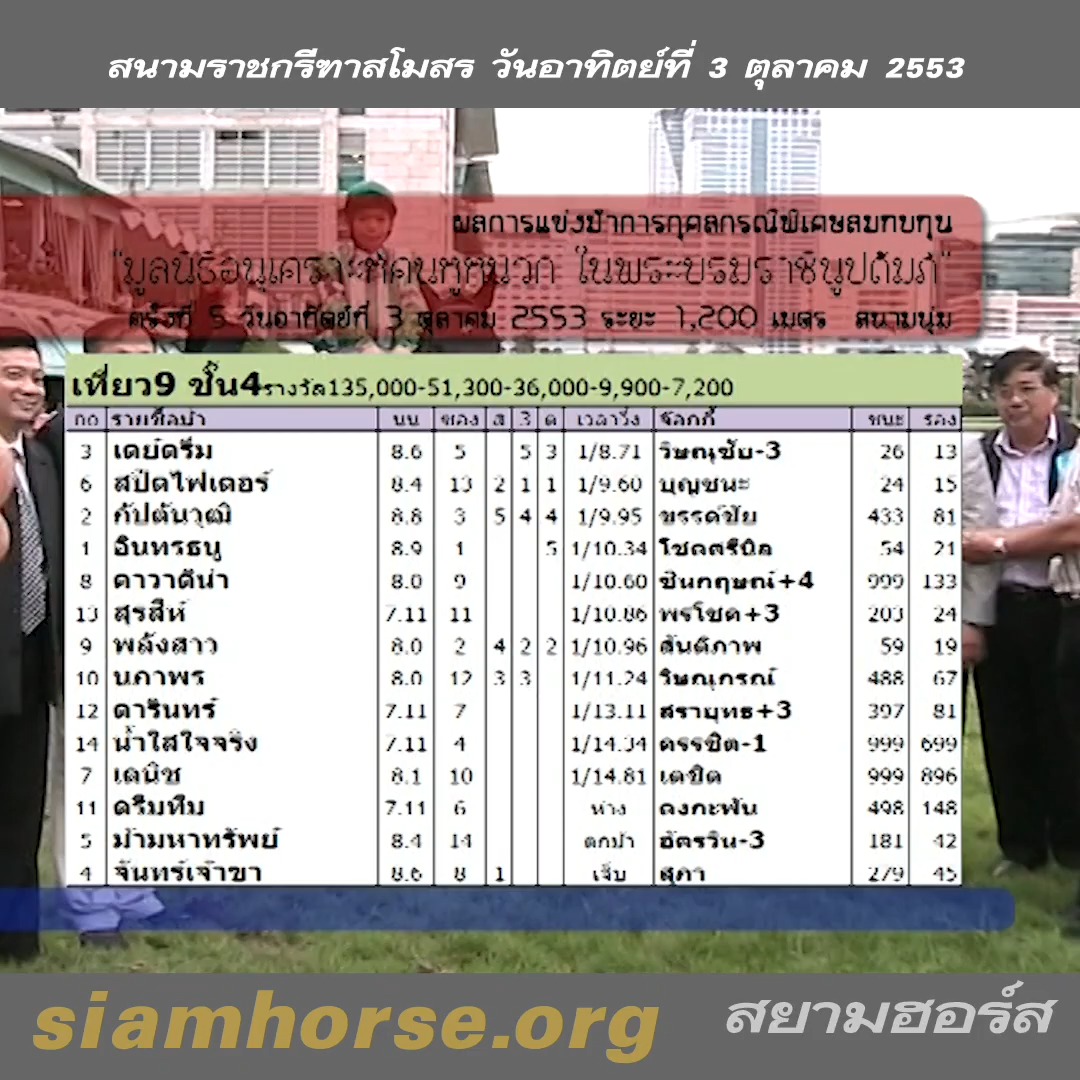 สนามราชกรีฑาสโมสร วันอาทิตย์ที่ 3 ตุลาคม 2553
ผลการแข่งม้าการกุศลกรณีพิเศษสมทบทุน
"มูลนิธิอนุเคราะห์คนหูหนวก ในพระบรมราชินูปถัมภ์"
ครั้งที่ 5 วันอาทิตย์ที่ 3 ตุลาคม 2553 ระยะ 1,200 เมตร สนามนุ่ม
เที่ยว9 ชั้น4รางวัล135,000-51,300-36,000-9,900-7,200
no รายชื่อม้า นน ซอง ส 3 ด เวลาวิ่ง จ๊อกกี้ ชนะ รอง
3 เดย์ดรีม 8.6 5 5 3 1/8.71 วิษณุชับ-3 26 13
6 สปีดไฟเตอร์ 8.4 13 2 1 1 1/9.60 บุญชนะ 24 15
2 กัปตันวุฒิ 8.8 3 5 4 4 1/9.95 ขรรค์ชัย 433 81
1 อินทรธนู 8.9 1 5 1/10.34 โชคศรีนิล 54 21
8 คาวาติน่า 8.0 9 1/10.60 ชินกฤษณ์+4 999 133
13 สุรสีห์ 7.11 11 1/10.86 พรโชค+3 203 24
9 พลังสาว 8.0 2 4 2 2 1/10.96 สันติภาพ 59 19
10 นภาพร 8.0 12 3 3 1/11.24 วิษณุกรณ์ 488 67
12 ดารินทร์ 7.11 7 1/13.11 สรายุทธ+3 397 81
14 น้ำใสใจจริง 7.11 4 1/14.34 ครรชิต-1 999 699
7 เดนิช 8.1 10 1/14.81 เดชิต 999 896
11 ดรีมทีม 7.11 6 ห่าง คงกะพัน 498 148
5 ม้ามหาทรัพย์ 8.4 14 ตกม้า อัครวิน-3 181 42
4 จันทร์เจ้าขา 8.6 8 1 เจ็บ สุภา 279 45
siamhorse.org สยามฮอร์ส